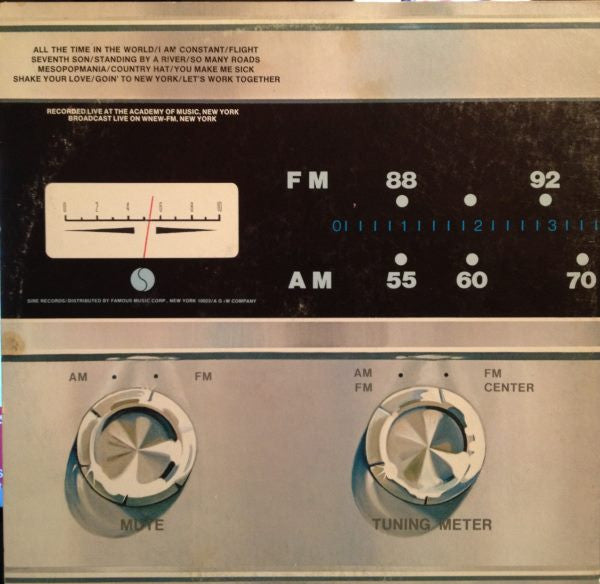 ALL THE TIME IN THE WORLD/I AM CONSTANT/FLIGHT
SEVENTH SON/STANDING BY A RIVER/SO MANY ROADS
MESOPOPMANIA/COUNTRY HAT/YOU MAKE ME SICK
SHAKE YOUR LOVE/GOIN' TO NEW YORK/LET'S WORK TOGETHER
RECORDED LIVE AT THE ACADEMY OF MUSIC, NEW YORK
BROADCAST LIVE ON WNEW-FM, NEW YORK
0 2 4 6 8 10
FM 88 92
0 1 2 3
AM 55 60 70
SIRE RECORDS/DISTRIBUTED BY FAMOUS MUSIC CORP., NEW YORK 10023/A G+W COMPANY
AM FM
AM FM
FM CENTER
MUTE TUNING METER